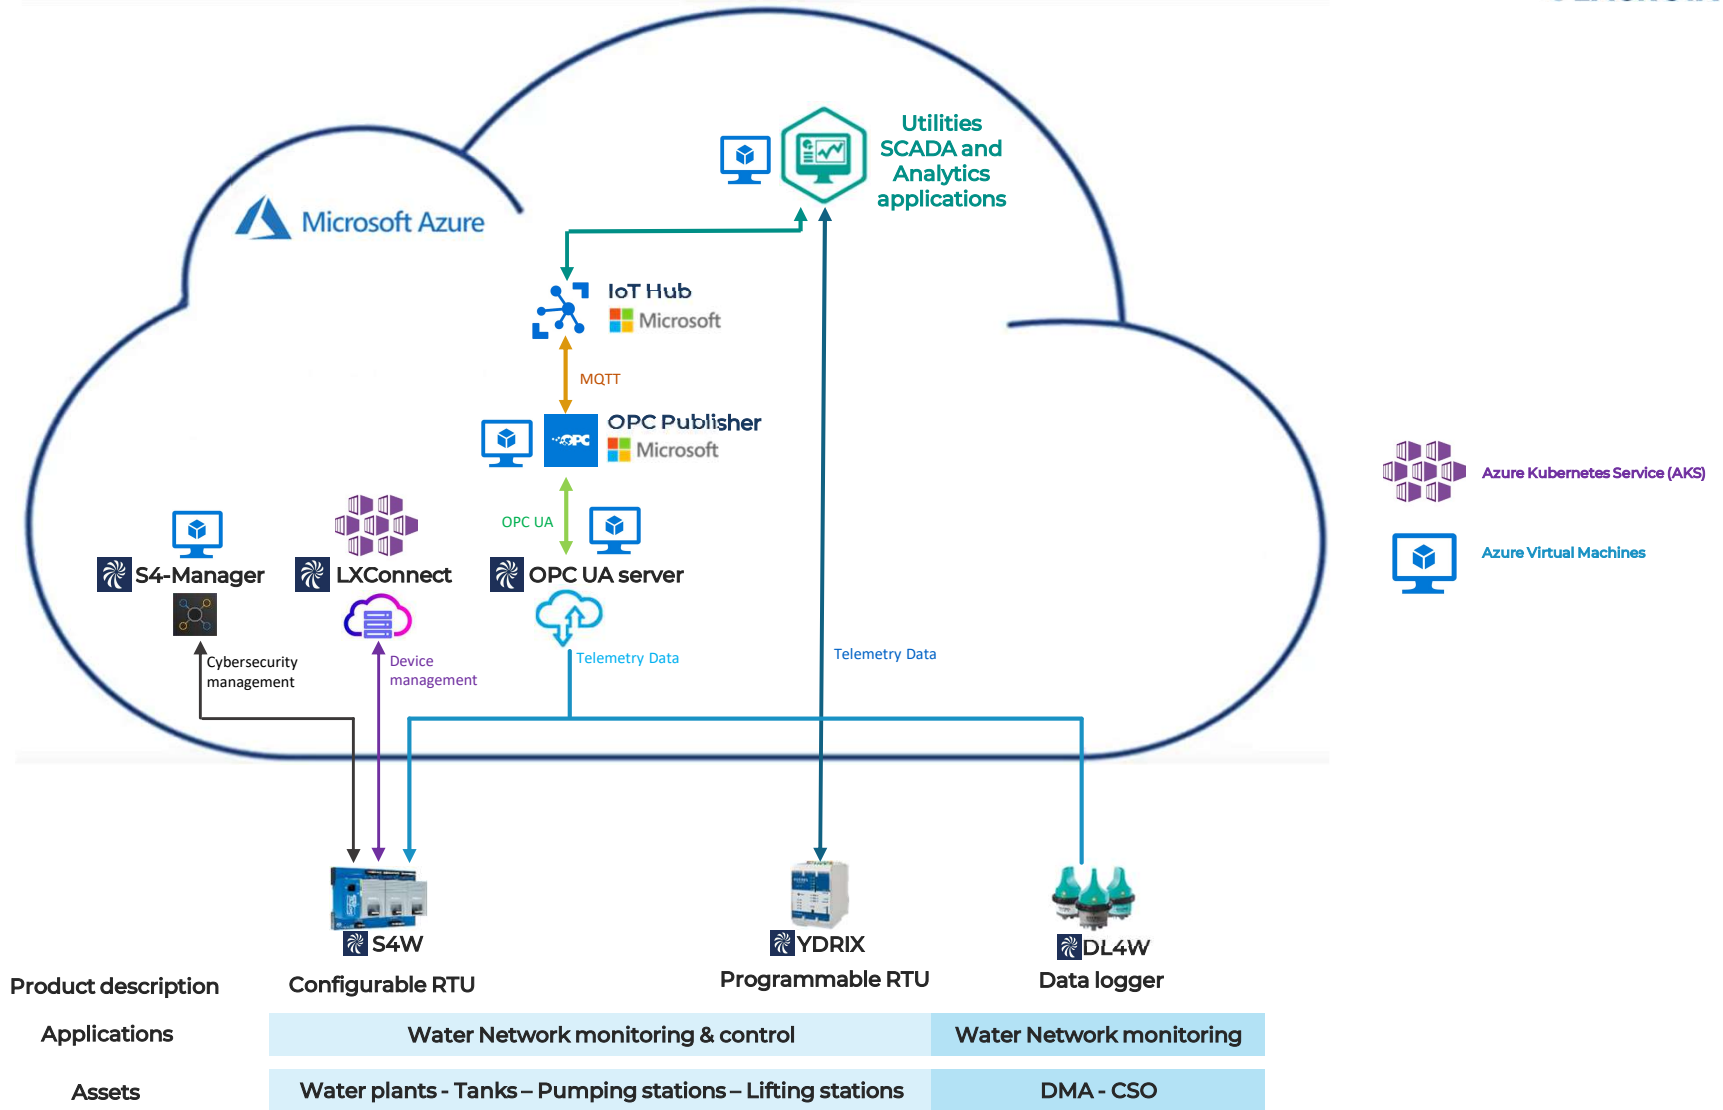 Utilities
SCADA and
Analytics
applications
Microsoft Azure
IoT Hub
Microsoft
MQTT
OPC Publisher
OPC
Microsoft
Azure Kubernetes Service (AKS)
OPC UA
Azure Virtual Machines
S4-Manager
LXConnect
OPC UA server
Cybersecurity
management
Device
management
Telemetry Data
Telemetry Data
S4W
YDRIX
DL4W
Product description
Configurable RTU
Programmable RTU
Data logger
Applications
Water Network monitoring & control
Water Network monitoring
Assets
Water plants - Tanks – Pumping stations – Lifting stations
DMA - CSO